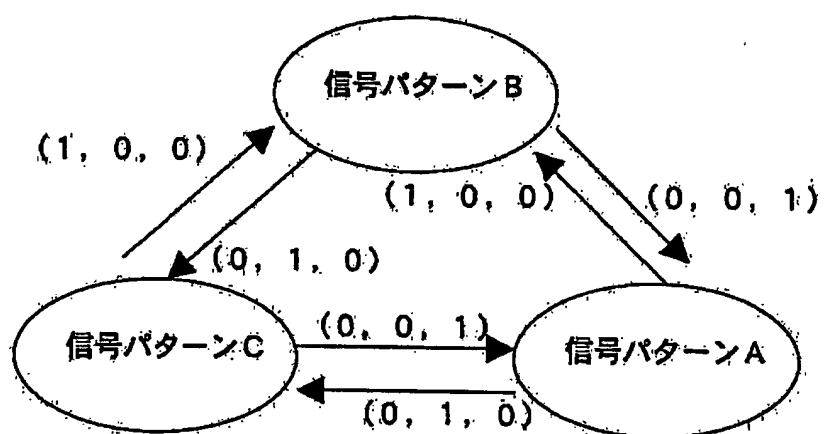 信号パターンB
(1, 0, 0)
(1, 0, 0)
(0, 0, 1)
(0, 1, 0)
信号パターンC
(0, 0, 1)
信号パターンA
(0, 1, 0)